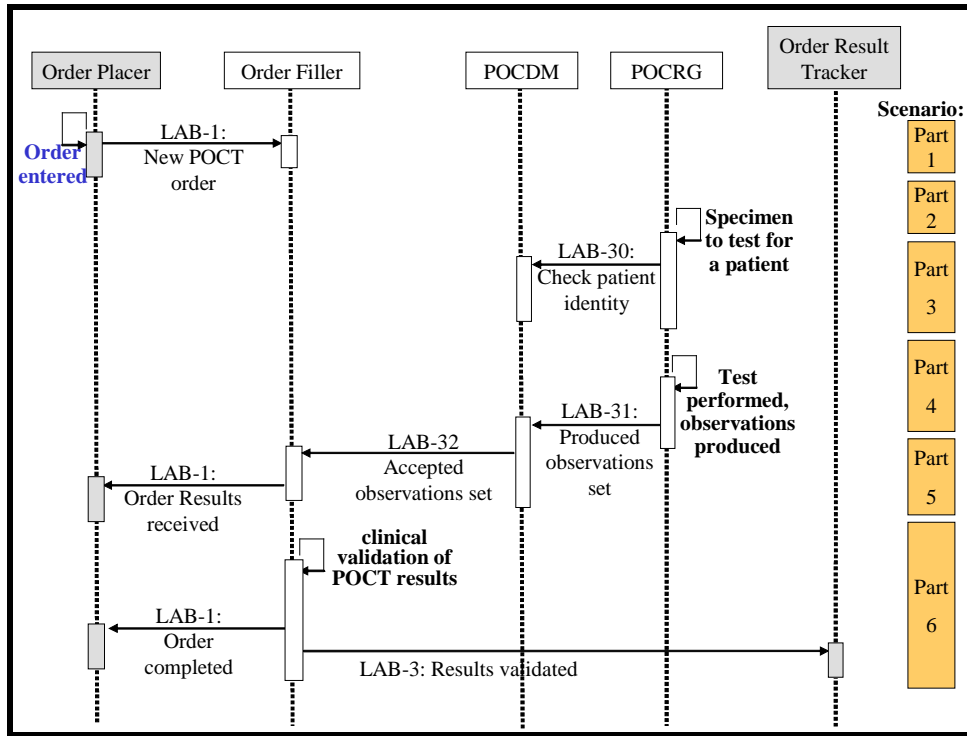 Order Placer
Order Filler
POCDM
POCRG
Order Result
Tracker
Scenario:
Order
entered
LAB-1:
New POCT
order
Part
1
Part
2
Specimen
to test for
a patient
LAB-30:
Check patient
identity
Part
3
Test
performed,
observations
produced
Part
4
LAB-31:
Produced
observations
set
LAB-32
Accepted
observations set
LAB-1:
Order Results
received
Part
5
clinical
validation of
POCT results
LAB-1:
Order
completed
LAB-3: Results validated
Part
6